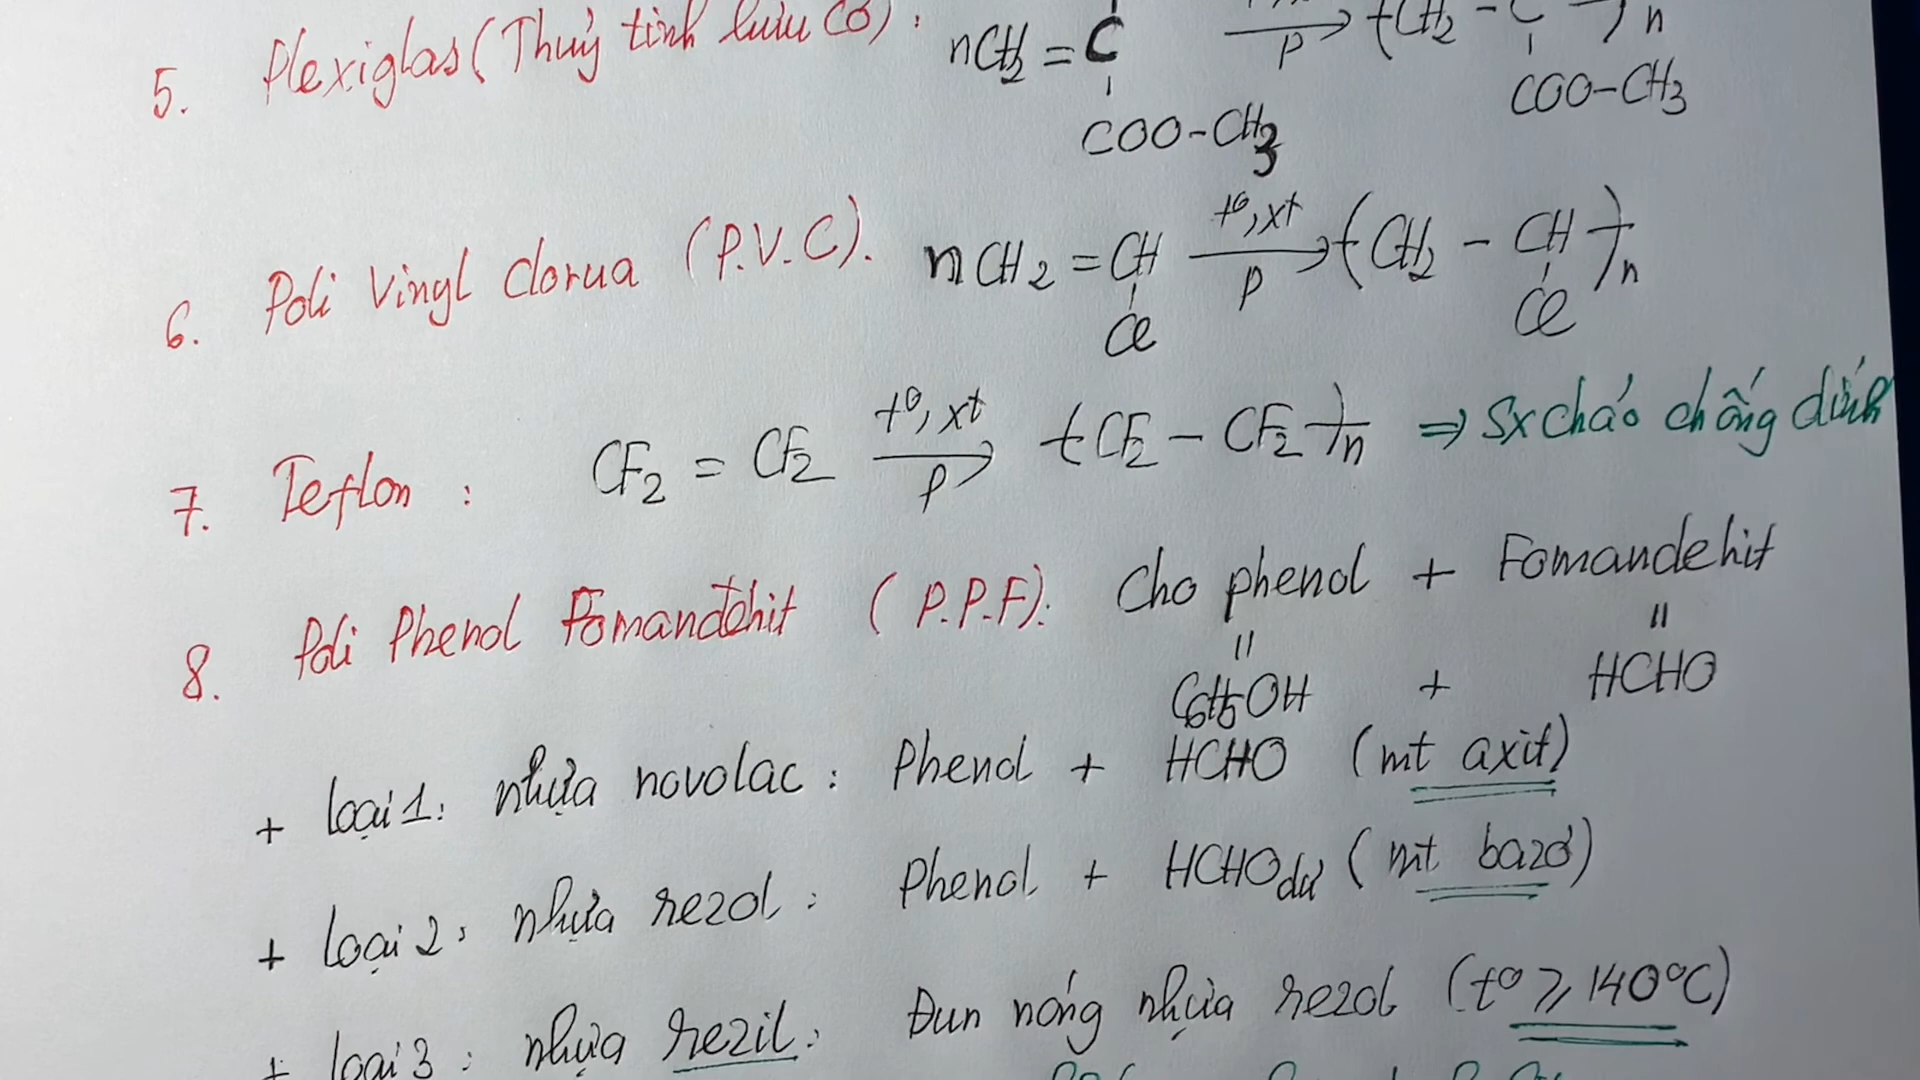 5. Plexiglas (Thuỷ tinh hữu cơ): nCH2 = C → p (CH2 - C )n
COO-CH3
COO-CH3
6. Poli Vinyl Clorua (P.V.C). nCH2 = CH t°, xt → p (CH2 - CH)n
Cl Cl
7. Teflon: CF2 = CF2 t°, xt → p (CF2 - CF2)n ⇒ Sx chảo chống dính
8. Poli Phenol Fomandehit (P.P.F). Cho phenol + Fomandehit
C6H5OH + HCHO
+ loại 1: nhựa novolac: Phenol + HCHO (mt axit)
+ loại 2: nhựa rezol: Phenol + HCHO dư (mt bazơ)
+ loại 3: nhựa rezil: Đun nóng nhựa rezol (t° ⩾ 140°C)